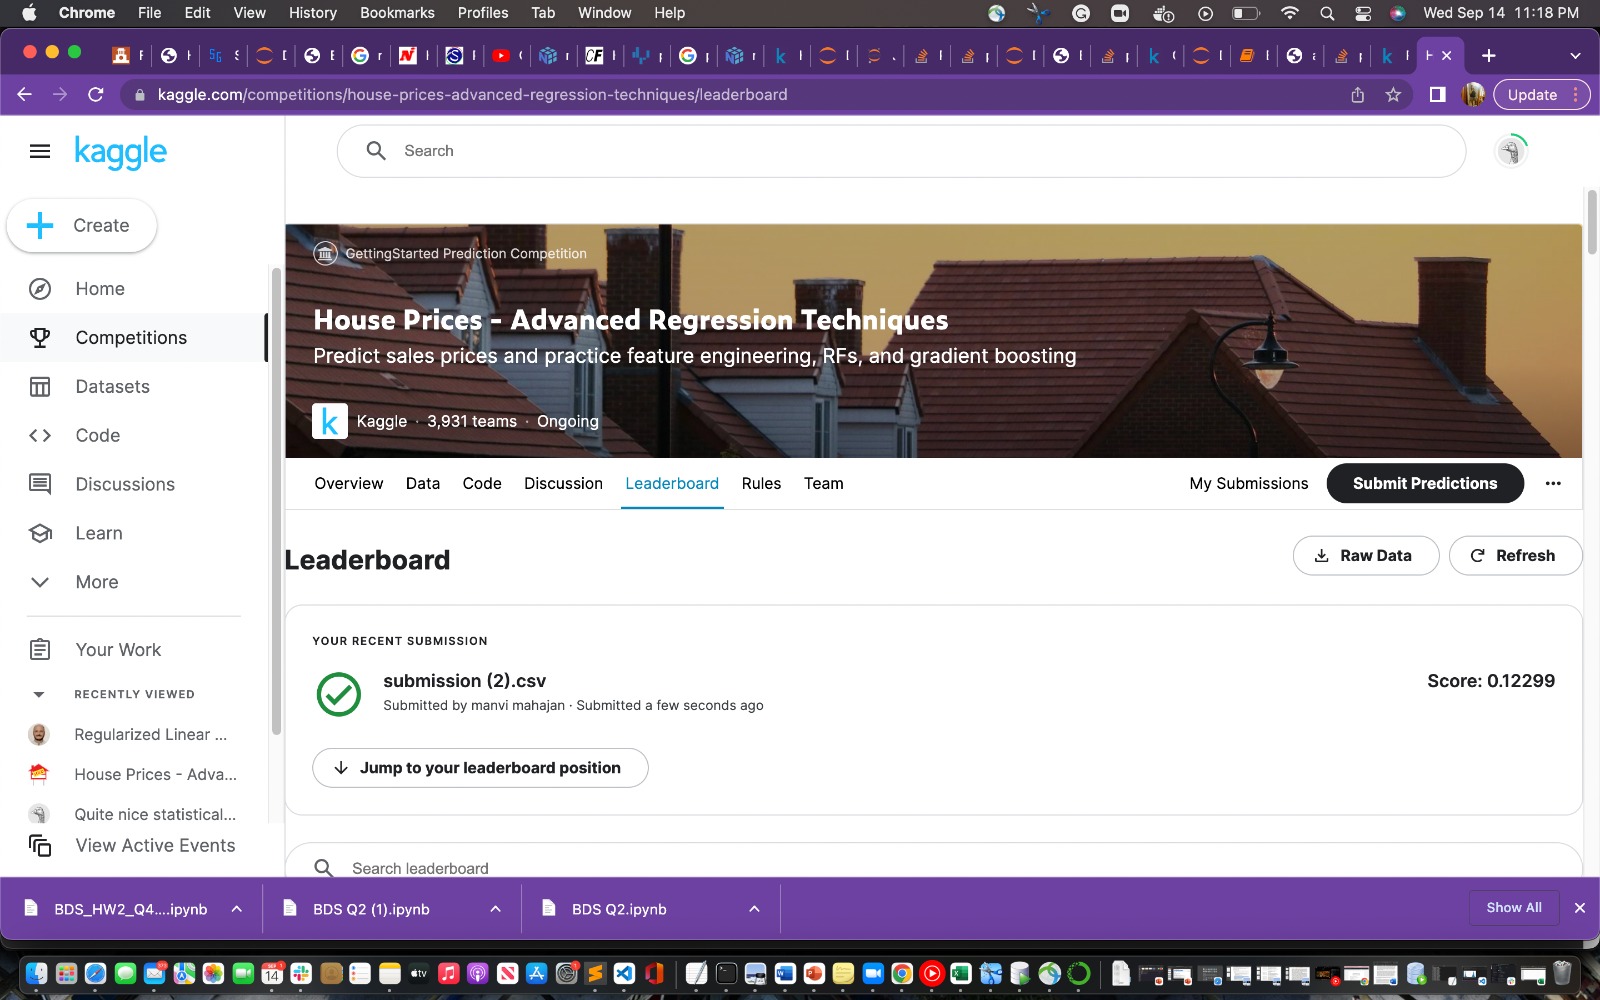 Chrome File Edit View History Bookmarks Profiles Tab Window Help Wed Sep 14 11:18 PM
kaggle.com/competitions/house-prices-advanced-regression-techniques/leaderboard Update
kaggle
Search
Create
Home
Competitions
Datasets
Code
Discussions
Learn
More
Your Work
RECENTLY VIEWED
Regularized Linear ...
House Prices - Adva...
Quite nice statistical...
View Active Events
GettingStarted Prediction Competition
House Prices - Advanced Regression Techniques
Predict sales prices and practice feature engineering, RFs, and gradient boosting
k Kaggle · 3,931 teams · Ongoing
Overview Data Code Discussion Leaderboard Rules Team My Submissions Submit Predictions ...
Leaderboard Raw Data Refresh
YOUR RECENT SUBMISSION
submission (2).csv Score: 0.12299
Submitted by manvi mahajan · Submitted a few seconds ago
Jump to your leaderboard position
Search leaderboard
BDS_HW2_Q4....ipynb BDS Q2 (1).ipynb BDS Q2.ipynb Show All